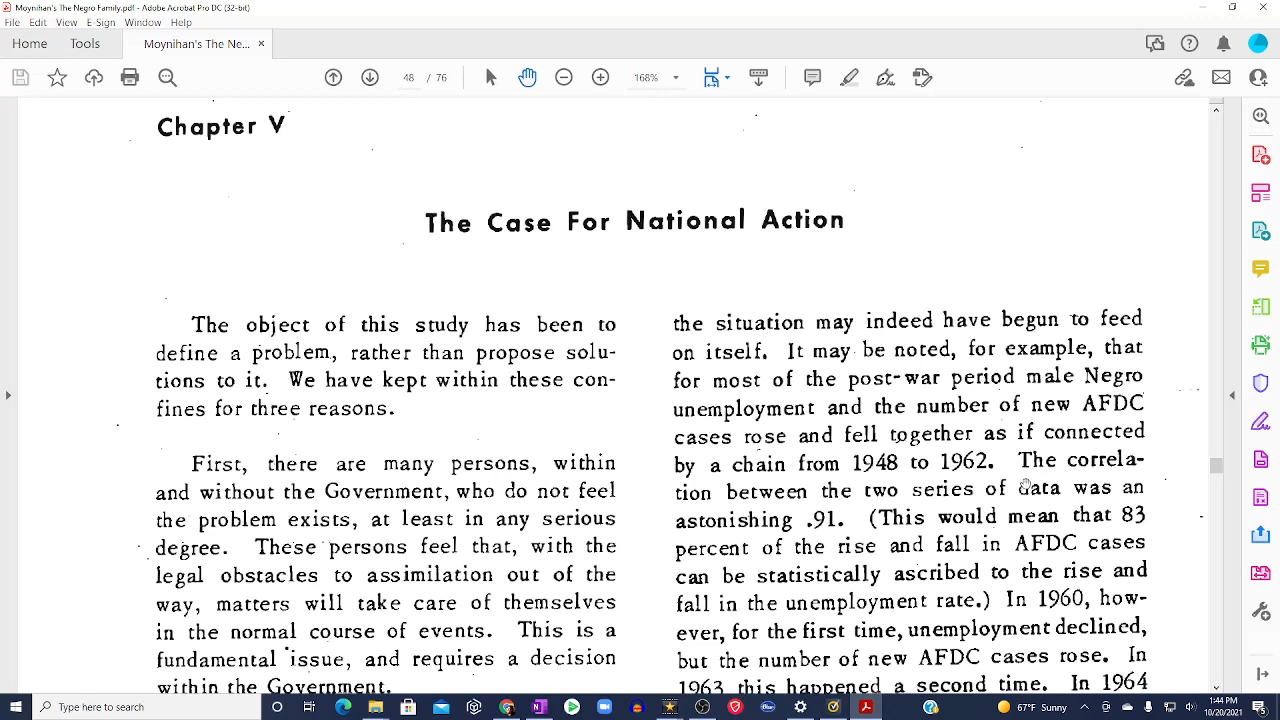 Moynihan's The Negro Family.pdf - Adobe Acrobat Pro DC (32-bit)
File Edit View E-Sign Window Help
Home Tools Moynihan's The Ne... ×
48 / 76 168%
Chapter V
The Case For National Action
The object of this study has been to
define a problem, rather than propose solu-
tions to it. We have kept within these con-
fines for three reasons.
First, there are many persons, within
and without the Government, who do not feel
the problem exists, at least in any serious
degree. These persons feel that, with the
legal obstacles to assimilation out of the
way, matters will take care of themselves
in the normal course of events. This is a
fundamental issue, and requires a decision
within the Government.
the situation may indeed have begun to feed
on itself. It may be noted, for example, that
for most of the post-war period male Negro
unemployment and the number of new AFDC
cases rose and fell together as if connected
by a chain from 1948 to 1962. The correla-
tion between the two series of data was an
astonishing .91. (This would mean that 83
percent of the rise and fall in AFDC cases
can be statistically ascribed to the rise and
fall in the unemployment rate.) In 1960, how-
ever, for the first time, unemployment declined,
but the number of new AFDC cases rose. In
1963 this happened a second time. In 1964
Type here to search
67°F Sunny
1:44 PM
10/20/2021